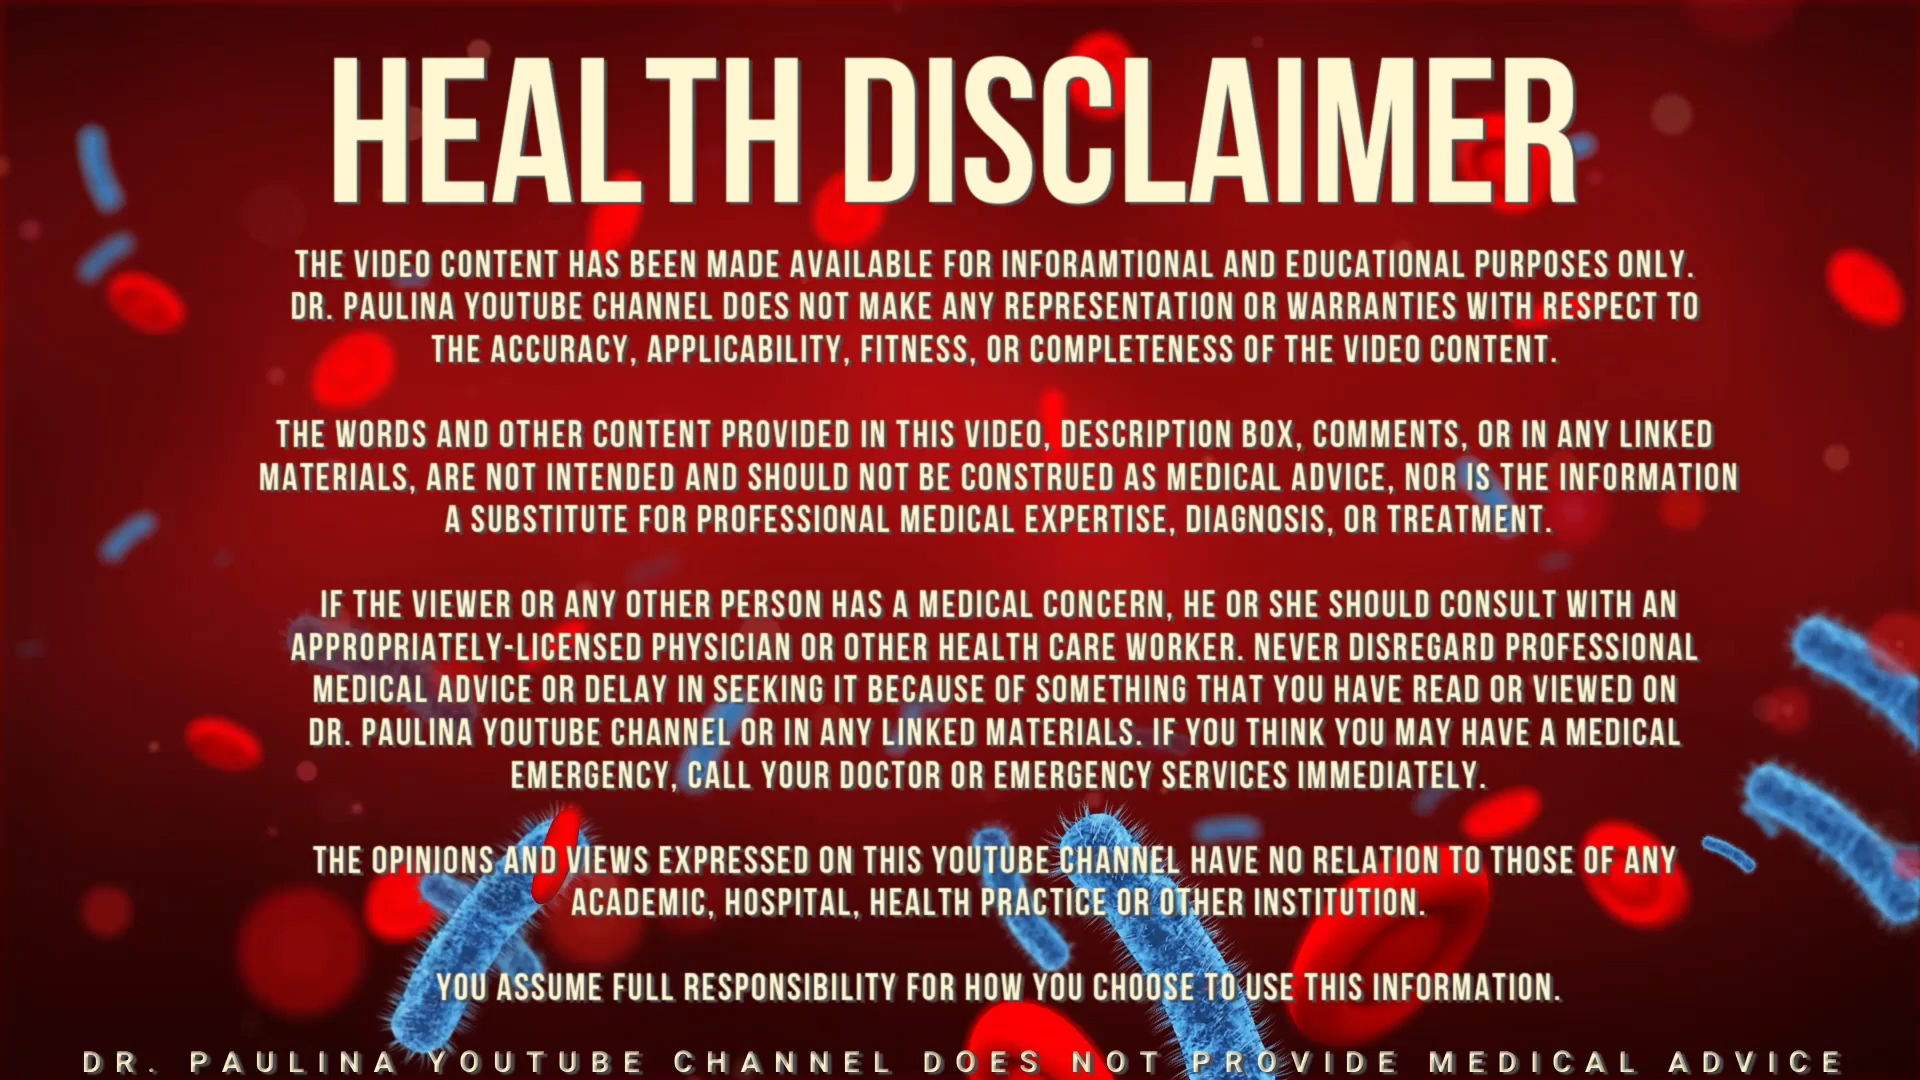 HEALTH DISCLAIMER
THE VIDEO CONTENT HAS BEEN MADE AVAILABLE FOR INFORAMTIONAL AND EDUCATIONAL PURPOSES ONLY.
DR. PAULINA YOUTUBE CHANNEL DOES NOT MAKE ANY REPRESENTATION OR WARRANTIES WITH RESPECT TO
THE ACCURACY, APPLICABILITY, FITNESS, OR COMPLETENESS OF THE VIDEO CONTENT.
THE WORDS AND OTHER CONTENT PROVIDED IN THIS VIDEO, DESCRIPTION BOX, COMMENTS, OR IN ANY LINKED
MATERIALS, ARE NOT INTENDED AND SHOULD NOT BE CONSTRUED AS MEDICAL ADVICE, NOR IS THE INFORMATION
A SUBSTITUTE FOR PROFESSIONAL MEDICAL EXPERTISE, DIAGNOSIS, OR TREATMENT.
IF THE VIEWER OR ANY OTHER PERSON HAS A MEDICAL CONCERN, HE OR SHE SHOULD CONSULT WITH AN
APPROPRIATELY-LICENSED PHYSICIAN OR OTHER HEALTH CARE WORKER. NEVER DISREGARD PROFESSIONAL
MEDICAL ADVICE OR DELAY IN SEEKING IT BECAUSE OF SOMETHING THAT YOU HAVE READ OR VIEWED ON
DR. PAULINA YOUTUBE CHANNEL OR IN ANY LINKED MATERIALS. IF YOU THINK YOU MAY HAVE A MEDICAL
EMERGENCY, CALL YOUR DOCTOR OR EMERGENCY SERVICES IMMEDIATELY.
THE OPINIONS AND VIEWS EXPRESSED ON THIS YOUTUBE CHANNEL HAVE NO RELATION TO THOSE OF ANY
ACADEMIC, HOSPITAL, HEALTH PRACTICE OR OTHER INSTITUTION.
YOU ASSUME FULL RESPONSIBILITY FOR HOW YOU CHOOSE TO USE THIS INFORMATION.
DR. PAULINA YOUTUBE CHANNEL DOES NOT PROVIDE MEDICAL ADVICE